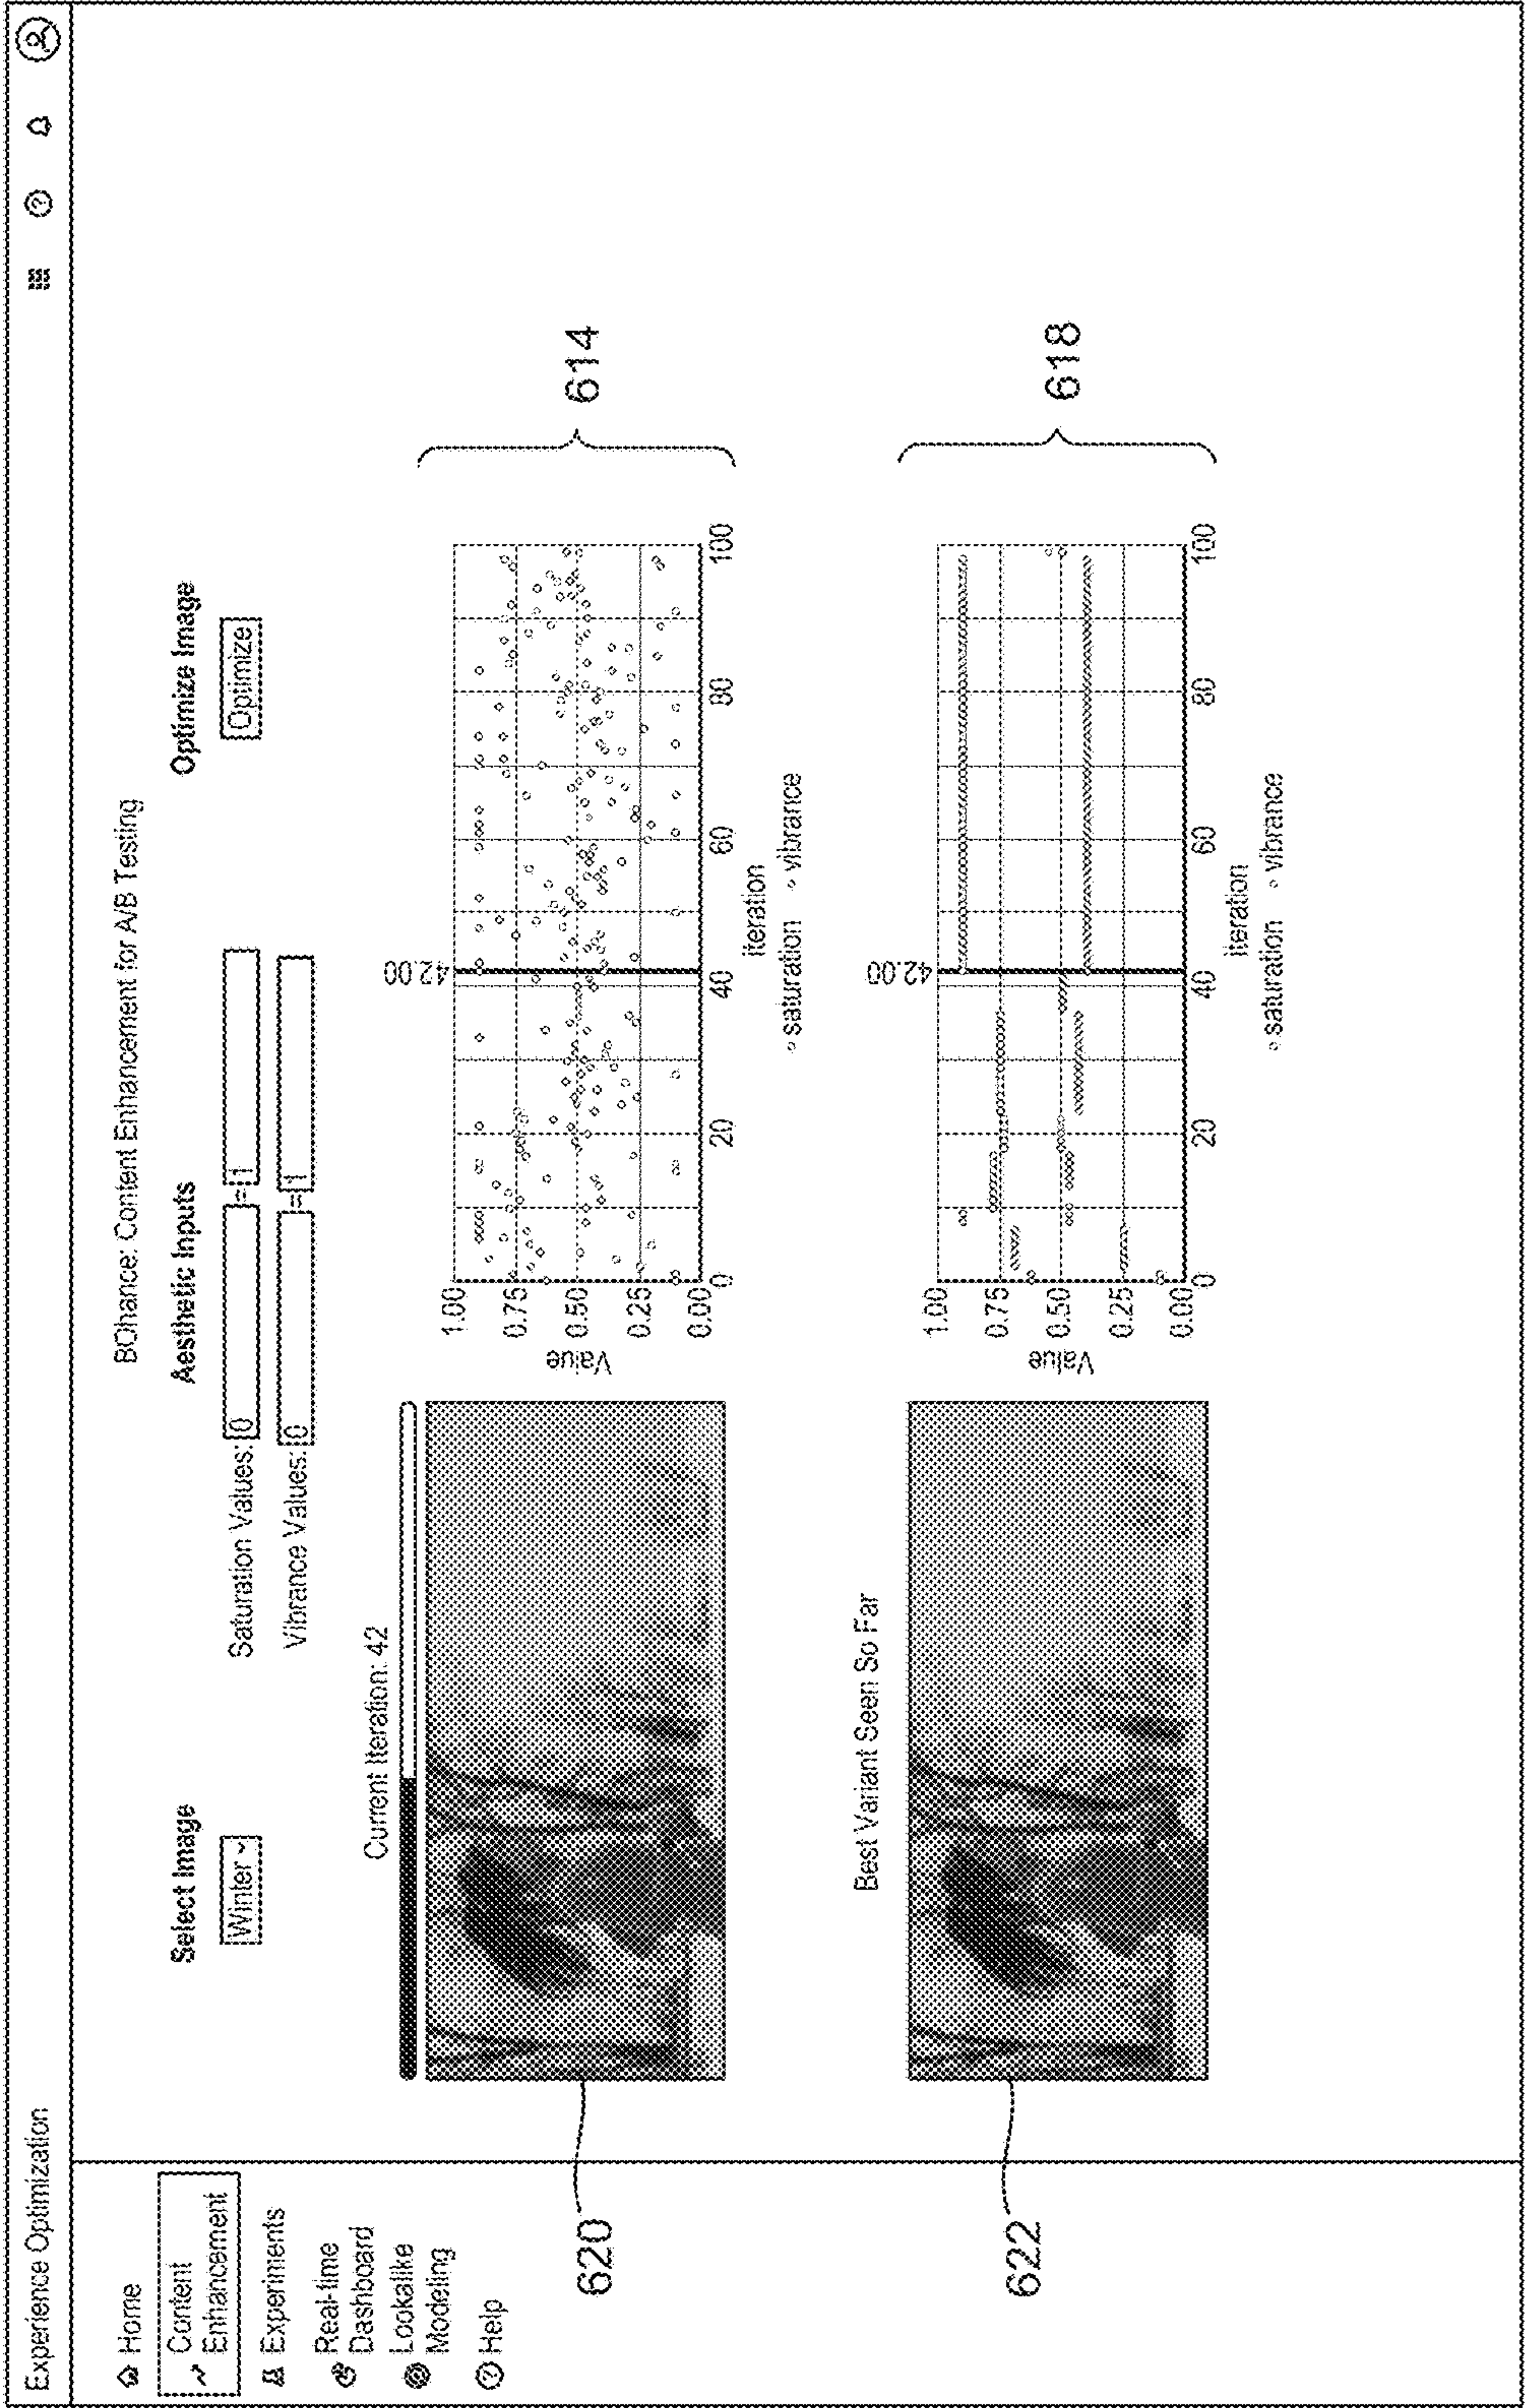 Experience Optimization
Home
Content
Enhancement
Experiments
Real-time
Dashboard
Lookalike
Modeling
? Help
BOhance: Content Enhancement for A/B Testing
Select Image
Winter
Aesthetic Inputs
Saturation Values: 0 = 1
Vibrance Values: 0 = 1
Optimize Image
Optimize
Current Iteration: 42
620
42.00
1.00
0.75
0.50
0.25
0.00
Value
0 20 40 60 80 100
iteration
saturation vibrance
614
Best Variant Seen So Far
622
42.00
1.00
0.75
0.50
0.25
0.00
Value
0 20 40 60 80 100
iteration
saturation vibrance
618